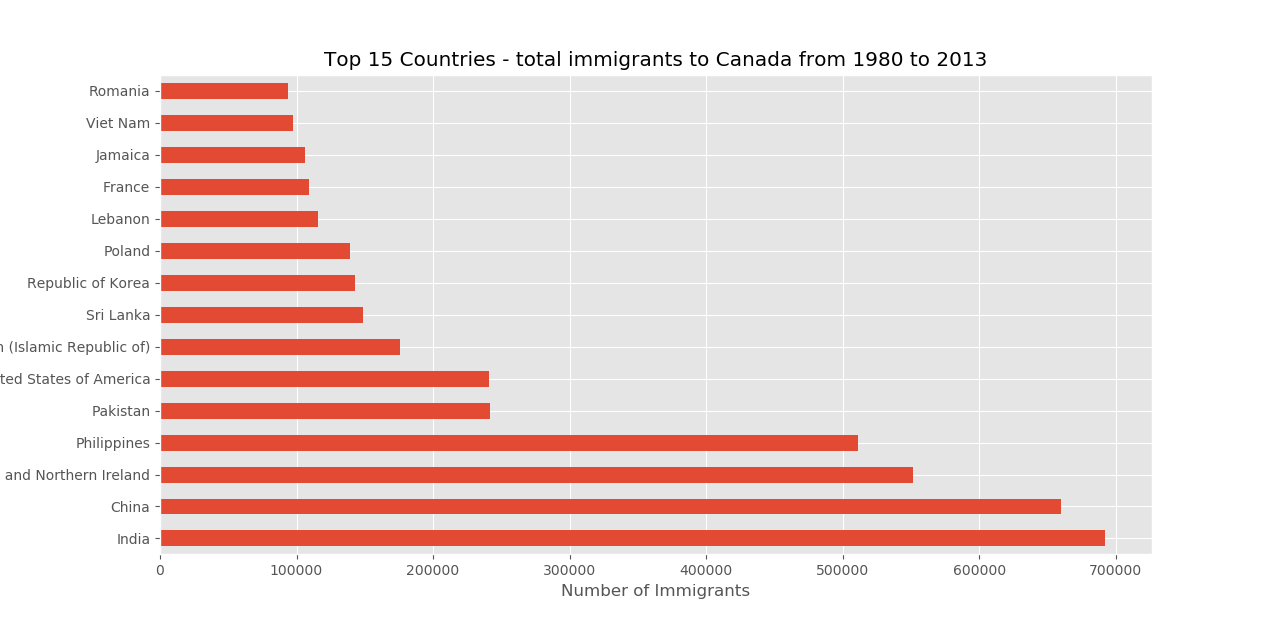 Top 15 Countries - total immigrants to Canada from 1980 to 2013
Romania
Viet Nam
Jamaica
France
Lebanon
Poland
Republic of Korea
Sri Lanka
(Islamic Republic of)
States of America
Pakistan
Philippines
and Northern Ireland
China
India
0 100000 200000 300000 400000 500000 600000 700000
Number of Immigrants